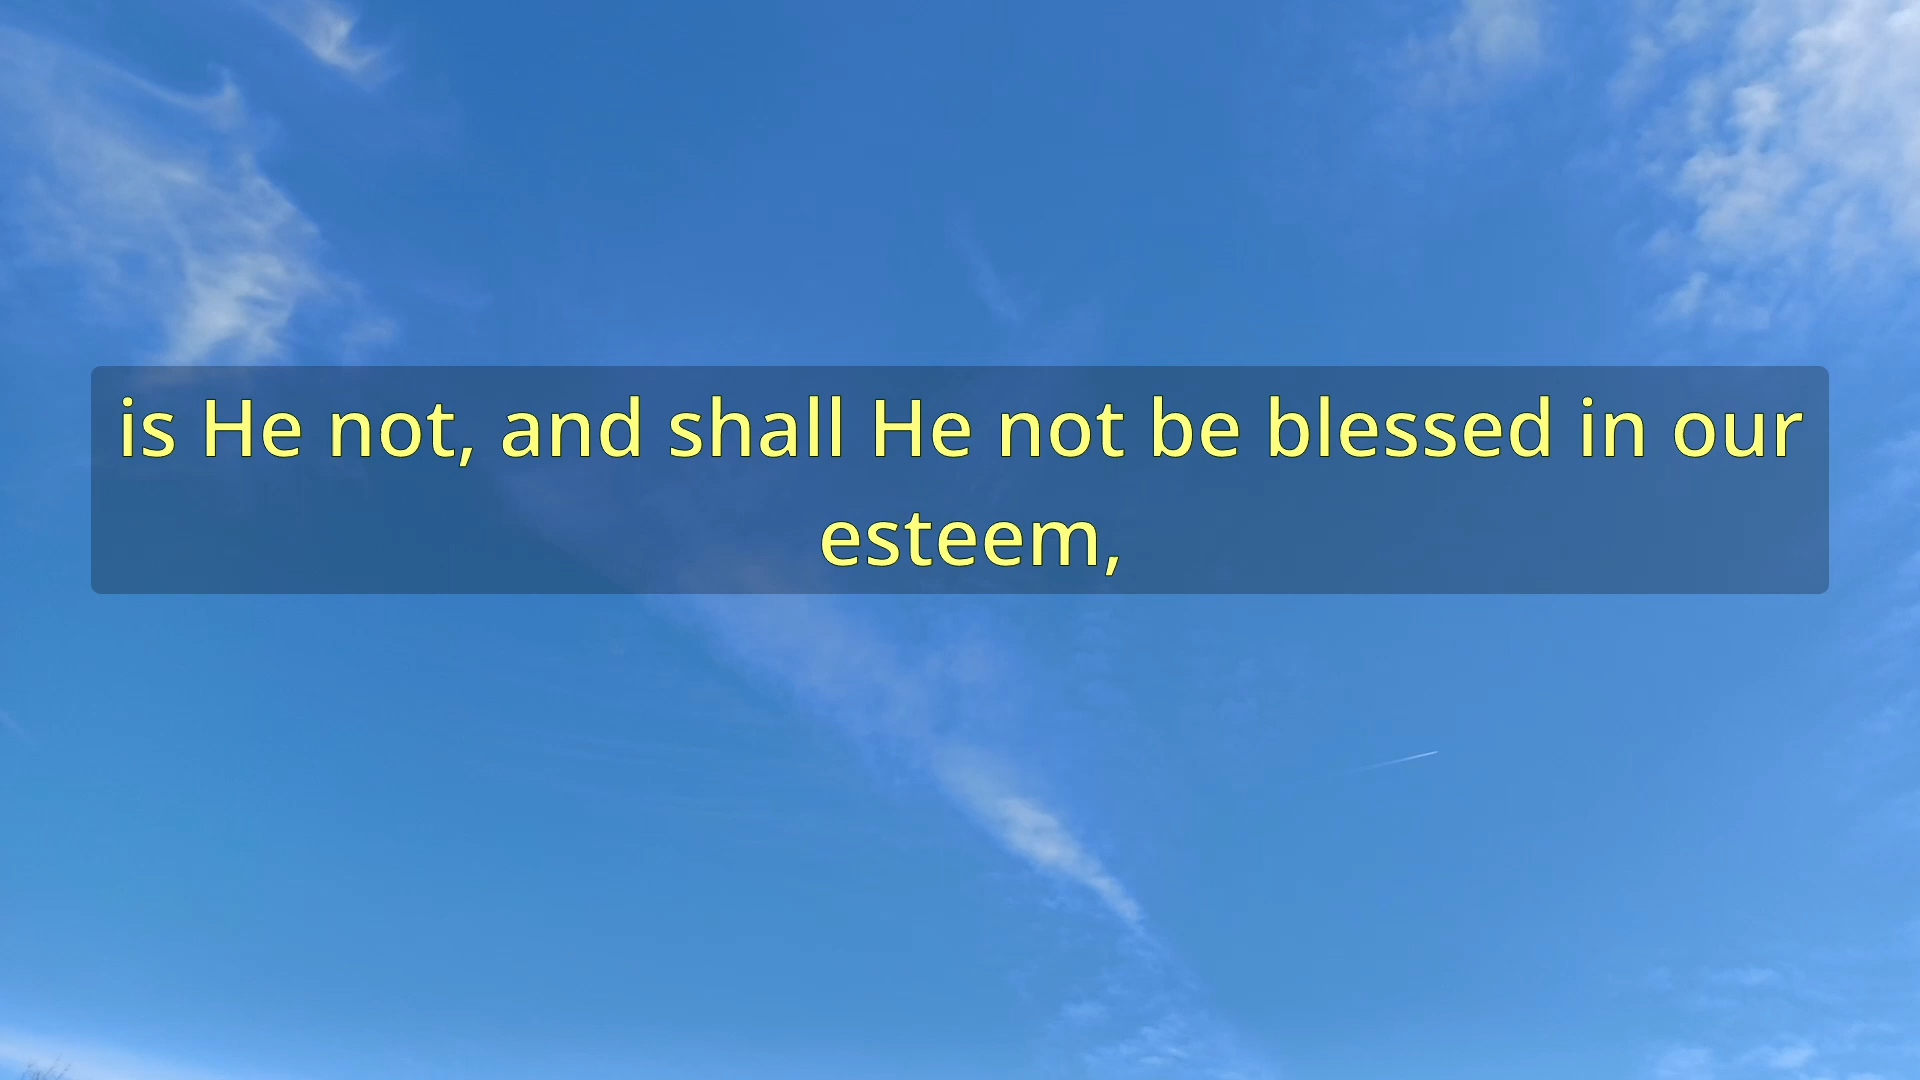 is He not, and shall He not be blessed in our
esteem,